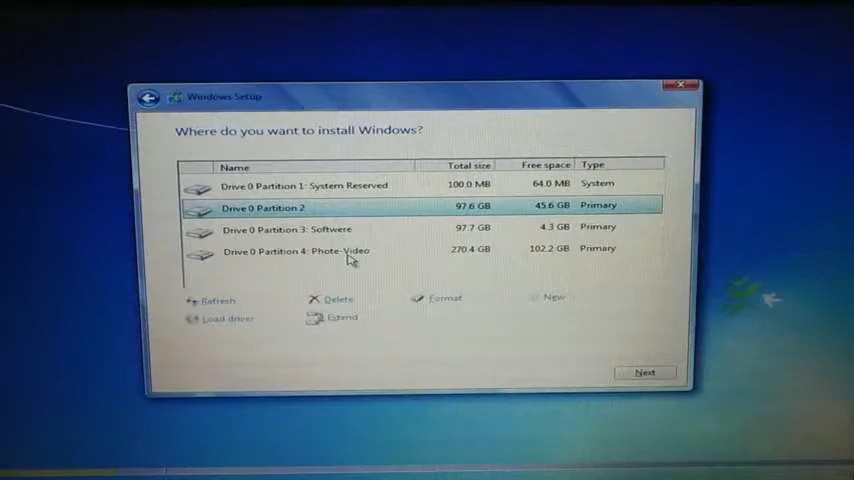 Windows Setup
Where do you want to install Windows?
Name Total size Free space Type
Drive 0 Partition 1: System Reserved 100.0 MB 64.0 MB System
Drive 0 Partition 2 97.6 GB 45.6 GB Primary
Drive 0 Partition 3: Software 97.7 GB 4.3 GB Primary
Drive 0 Partition 4: Phote-Video 270.4 GB 102.2 GB Primary
Refresh Delete Format New
Load driver Extend
Next